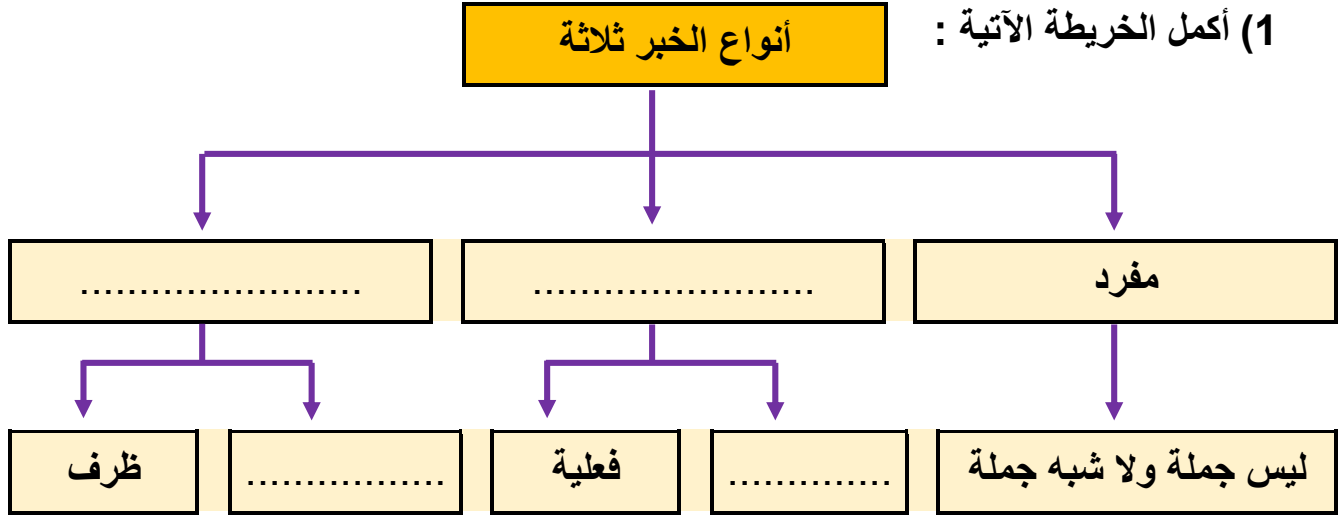 1) أكمل الخريطة الآتية :
أنواع الخبر ثلاثة
مفرد
........................
........................
ليس جملة ولا شبه جملة
..............
فعلية
.................
ظرف